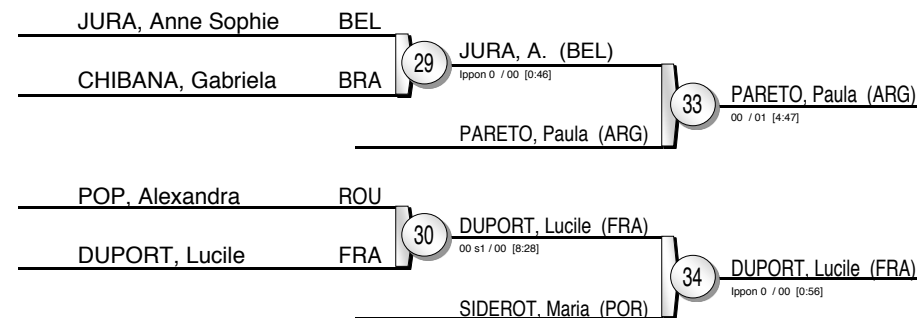 JURA, Anne Sophie BEL
29
JURA, A. (BEL)
Ippon 0 / 00 [0:46]
CHIBANA, Gabriela BRA
33
PARETO, Paula (ARG)
00 / 01 [4:47]
PARETO, Paula (ARG)
POP, Alexandra ROU
30
DUPORT, Lucile (FRA)
00 s1 / 00 [8:28]
DUPORT, Lucile FRA
34
DUPORT, Lucile (FRA)
Ippon 0 / 00 [0:56]
SIDEROT, Maria (POR)